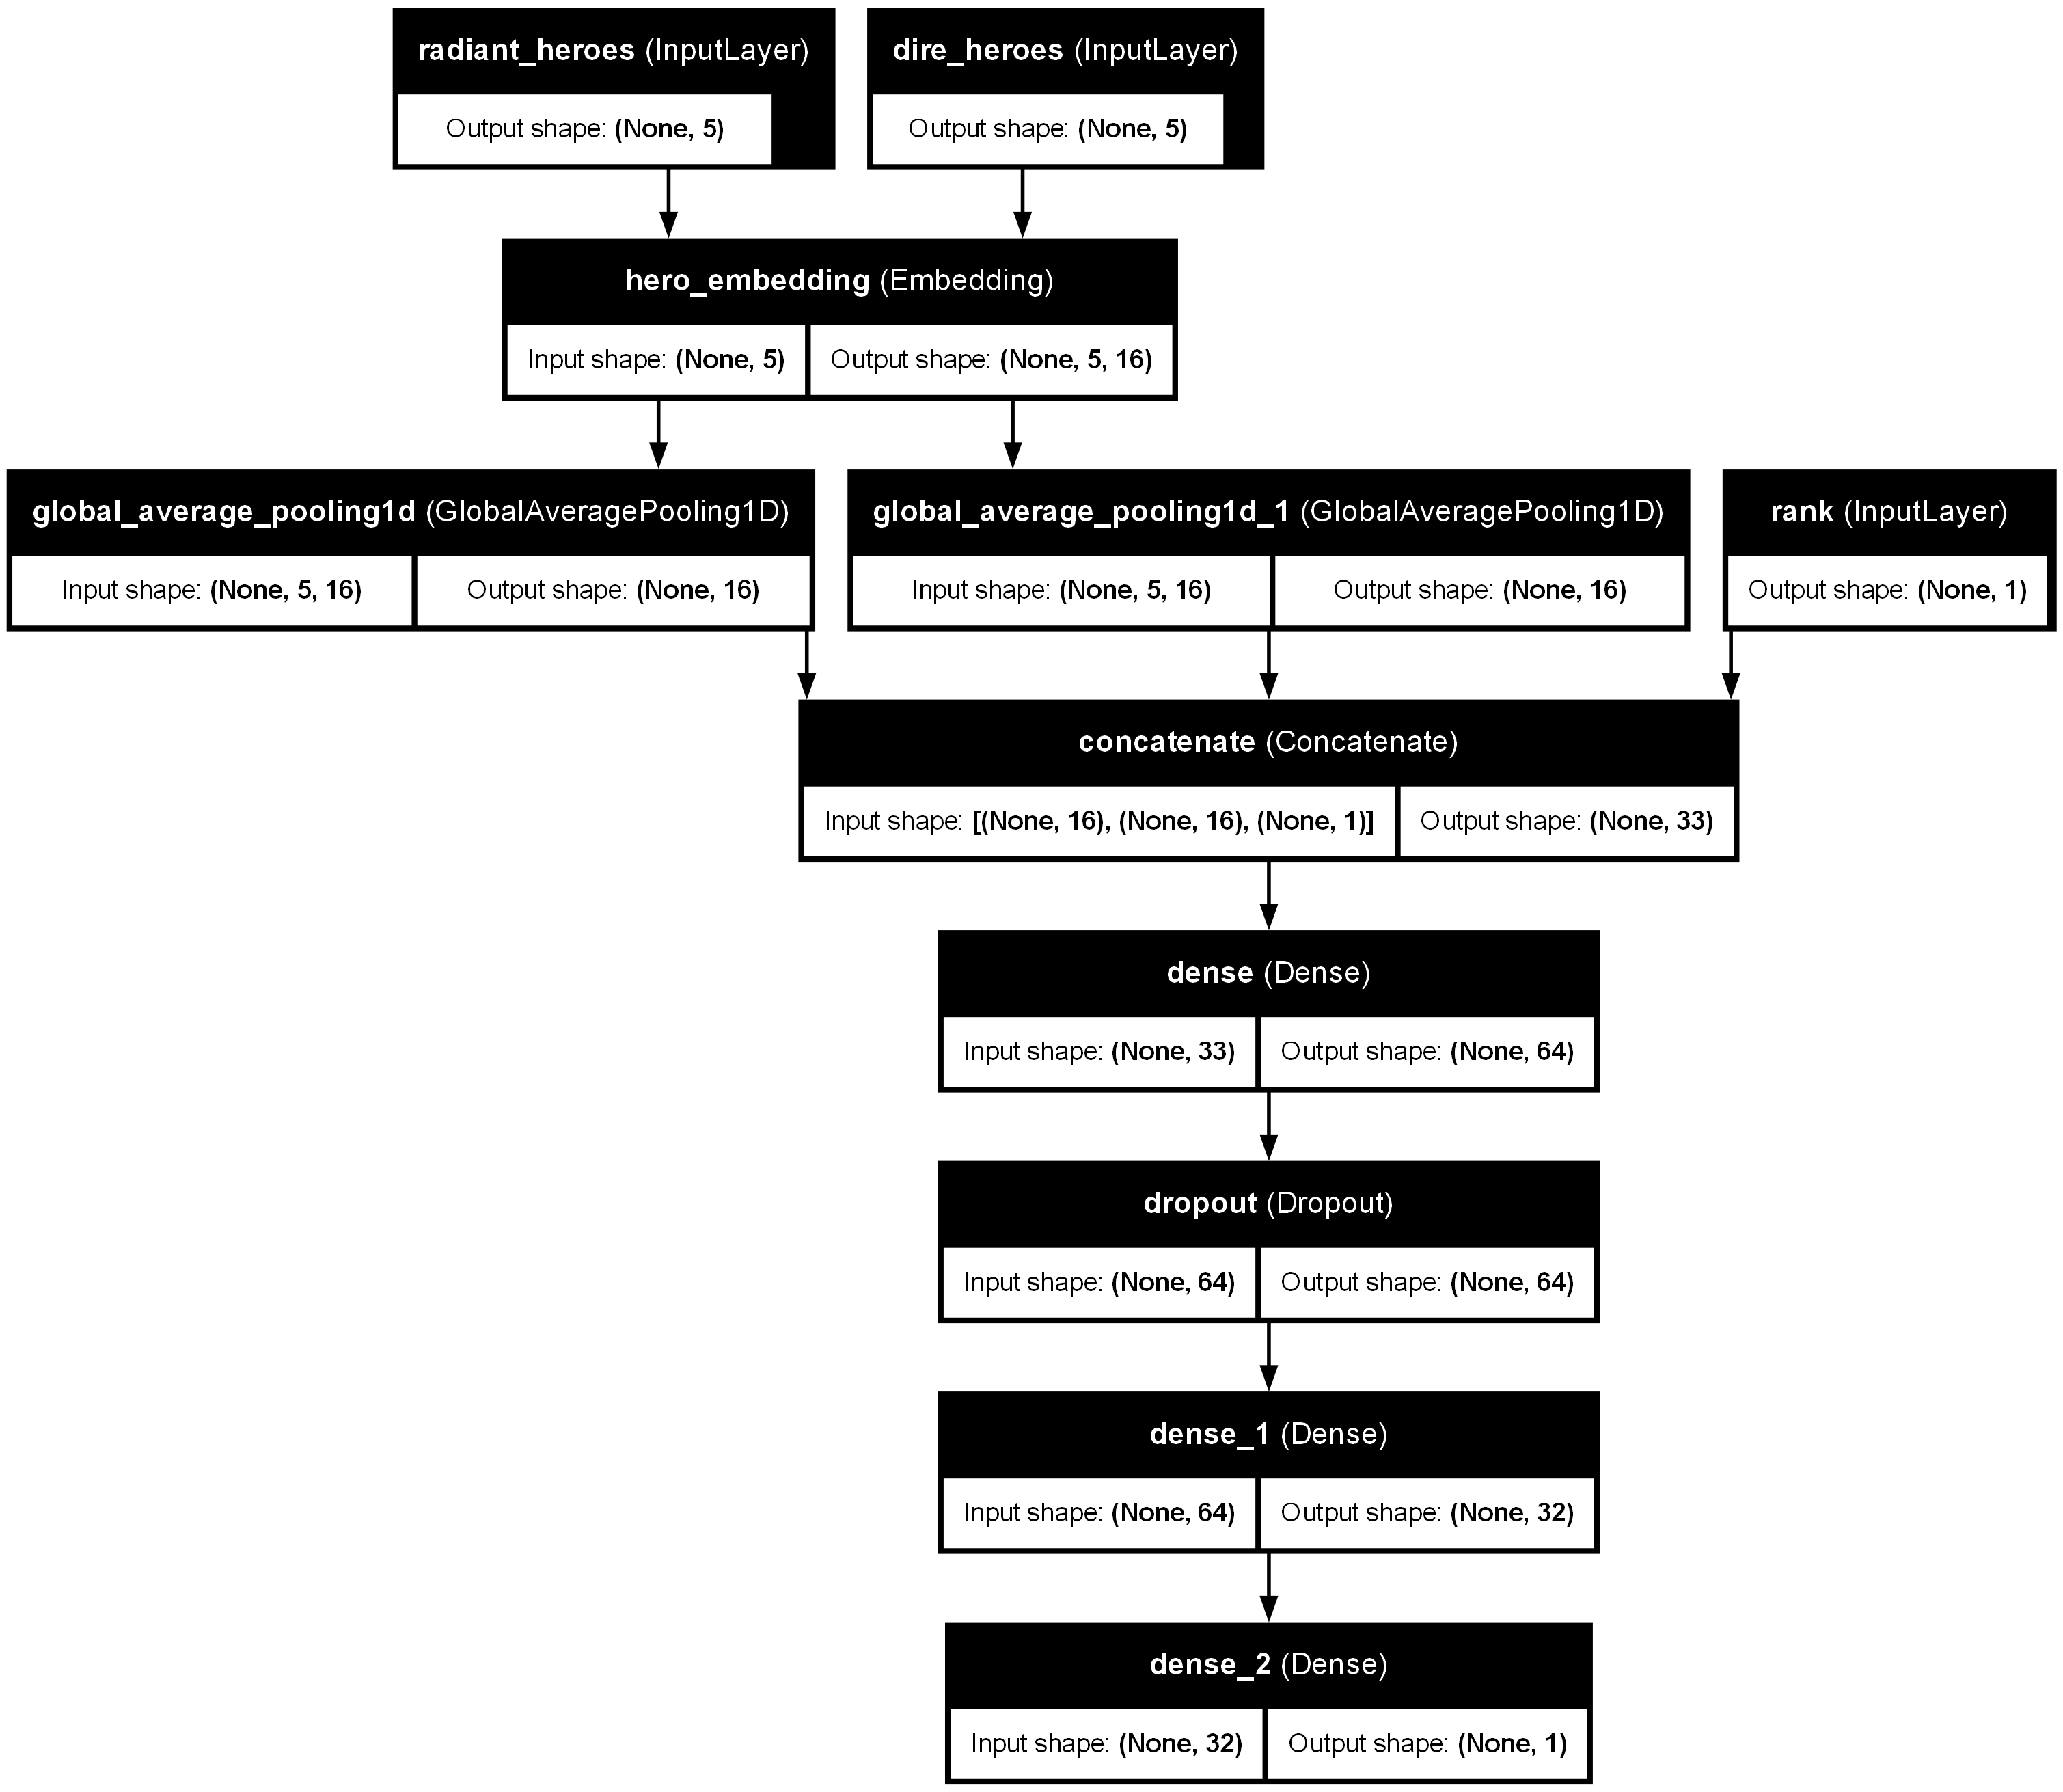 radiant_heroes (InputLayer)
Output shape: (None, 5)
dire_heroes (InputLayer)
Output shape: (None, 5)
hero_embedding (Embedding)
Input shape: (None, 5)
Output shape: (None, 5, 16)
global_average_pooling1d (GlobalAveragePooling1D)
Input shape: (None, 5, 16)
Output shape: (None, 16)
global_average_pooling1d_1 (GlobalAveragePooling1D)
Input shape: (None, 5, 16)
Output shape: (None, 16)
rank (InputLayer)
Output shape: (None, 1)
concatenate (Concatenate)
Input shape: [(None, 16), (None, 16), (None, 1)]
Output shape: (None, 33)
dense (Dense)
Input shape: (None, 33)
Output shape: (None, 64)
dropout (Dropout)
Input shape: (None, 64)
Output shape: (None, 64)
dense_1 (Dense)
Input shape: (None, 64)
Output shape: (None, 32)
dense_2 (Dense)
Input shape: (None, 32)
Output shape: (None, 1)